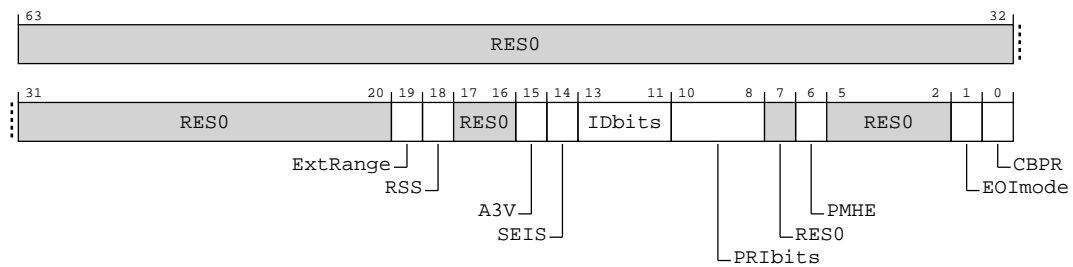 63 32
RES0
31 20 19 18 17 16 15 14 13 11 10 8 7 6 5 2 1 0
RES0 RES0 IDbits RES0
ExtRange CBPR
RSS EOImode
A3V PMHE
SEIS RES0
PRIbits